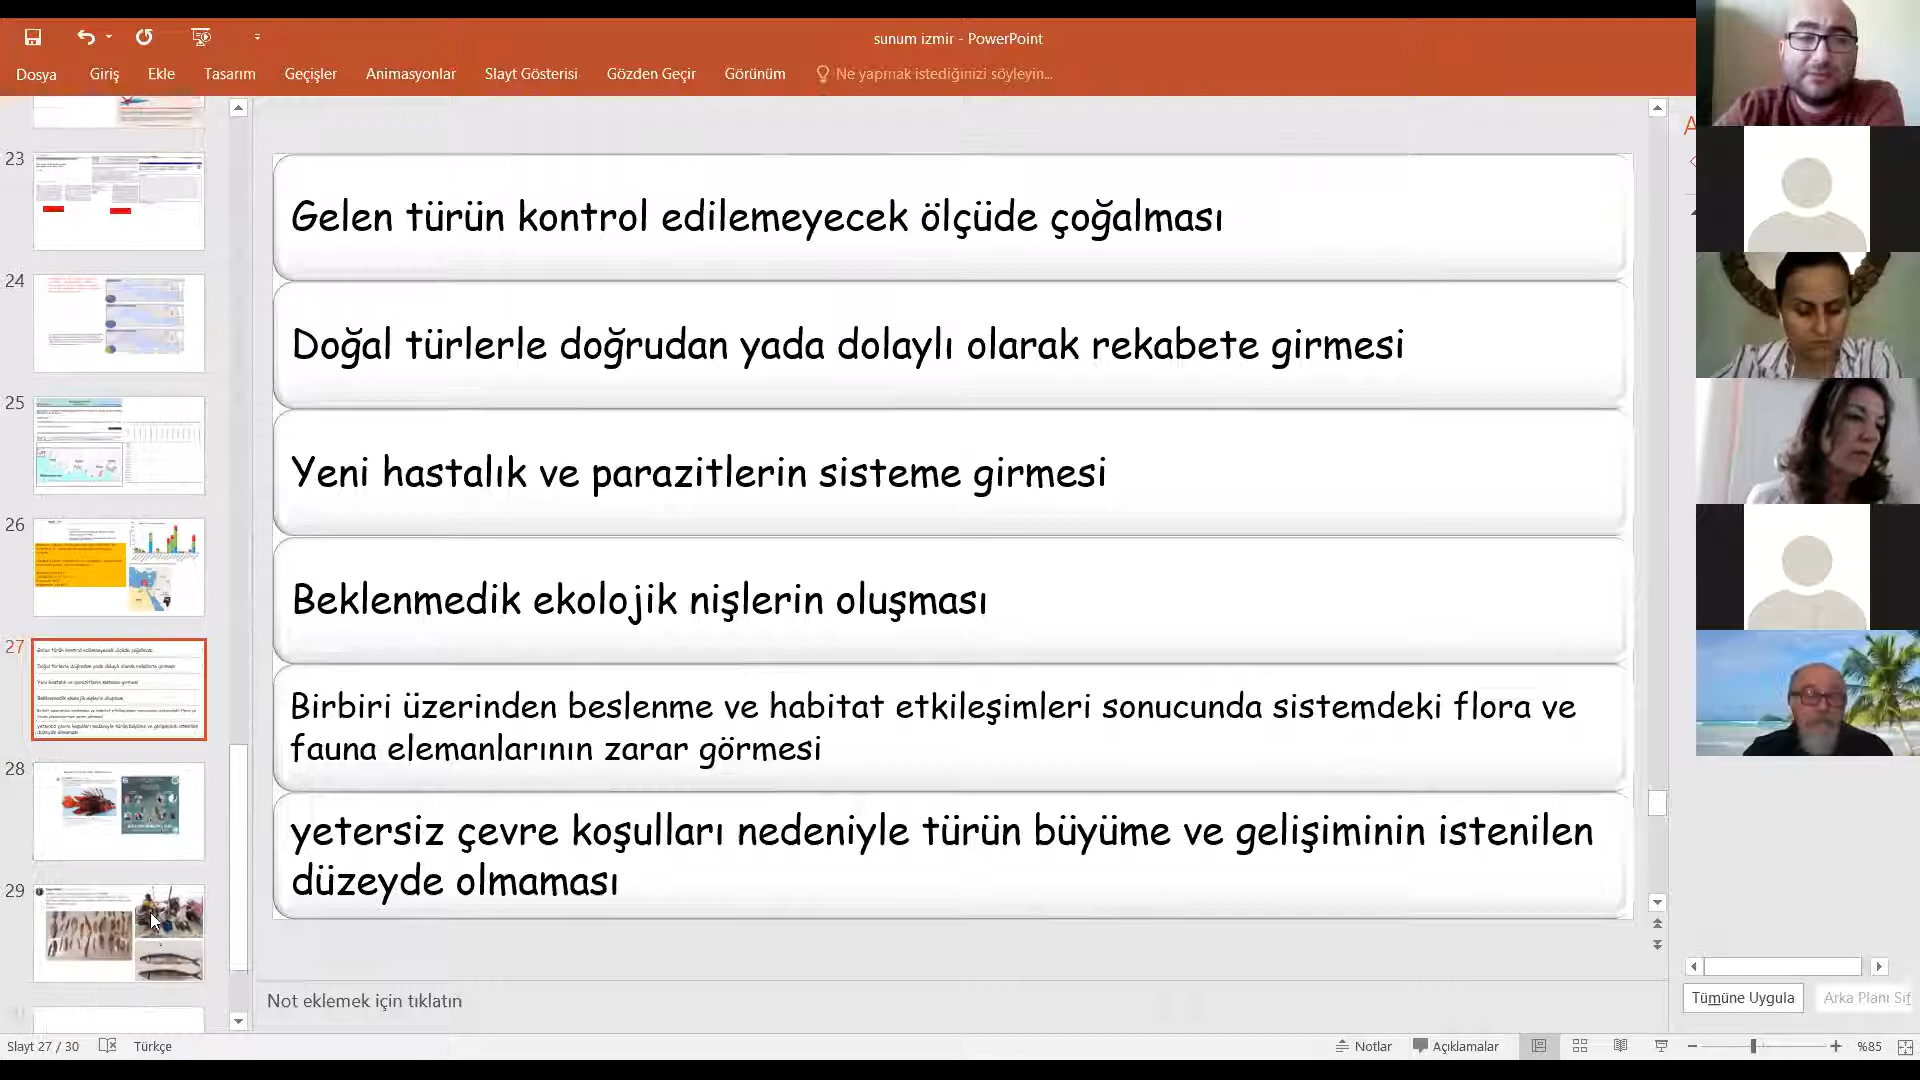 sunum izmir - PowerPoint
Dosya Giriş Ekle Tasarım Geçişler Animasyonlar Slayt Gösterisi Gözden Geçir Görünüm Ne yapmak istediğinizi söyleyin...
23
24
25
26
27
28
29
Gelen türün kontrol edilemeyecek ölçüde çoğalması
Doğal türlerle doğrudan yada dolaylı olarak rekabete girmesi
Yeni hastalık ve parazitlerin sisteme girmesi
Beklenmedik ekolojik nişlerin oluşması
Birbiri üzerinden beslenme ve habitat etkileşimleri sonucunda sistemdeki flora ve
fauna elemanlarının zarar görmesi
yetersiz çevre koşulları nedeniyle türün büyüme ve gelişiminin istenilen
düzeyde olmaması
Not eklemek için tıklatın
Tümüne Uygula Arka Planı Sıf
Slayt 27 / 30 Türkçe Notlar Açıklamalar %85